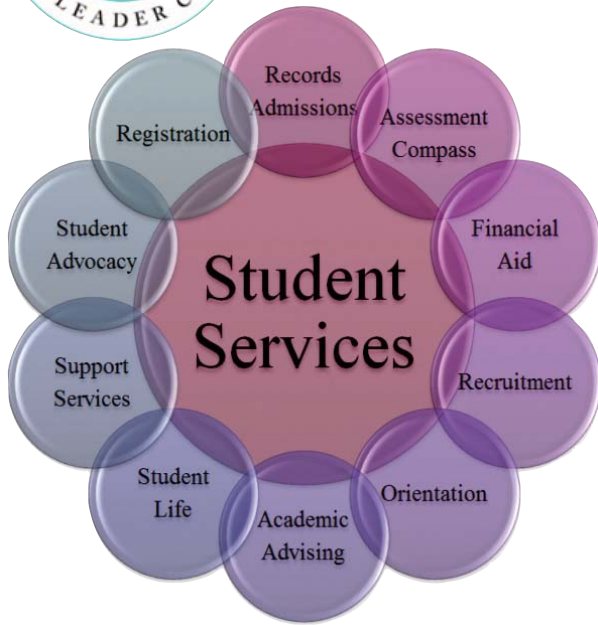 LEADER
Records
Admissions
Assessment
Compass
Financial
Aid
Recruitment
Orientation
Academic
Advising
Student
Life
Support
Services
Student
Advocacy
Registration
Student
Services